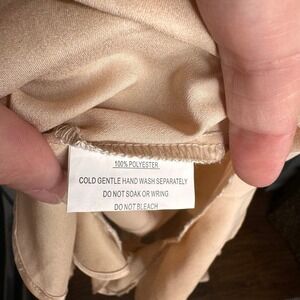 100% POLYESTER
COLD GENTLE HAND WASH SEPARATELY
DO NOT SOAK OR WRING
DO NOT BLEACH